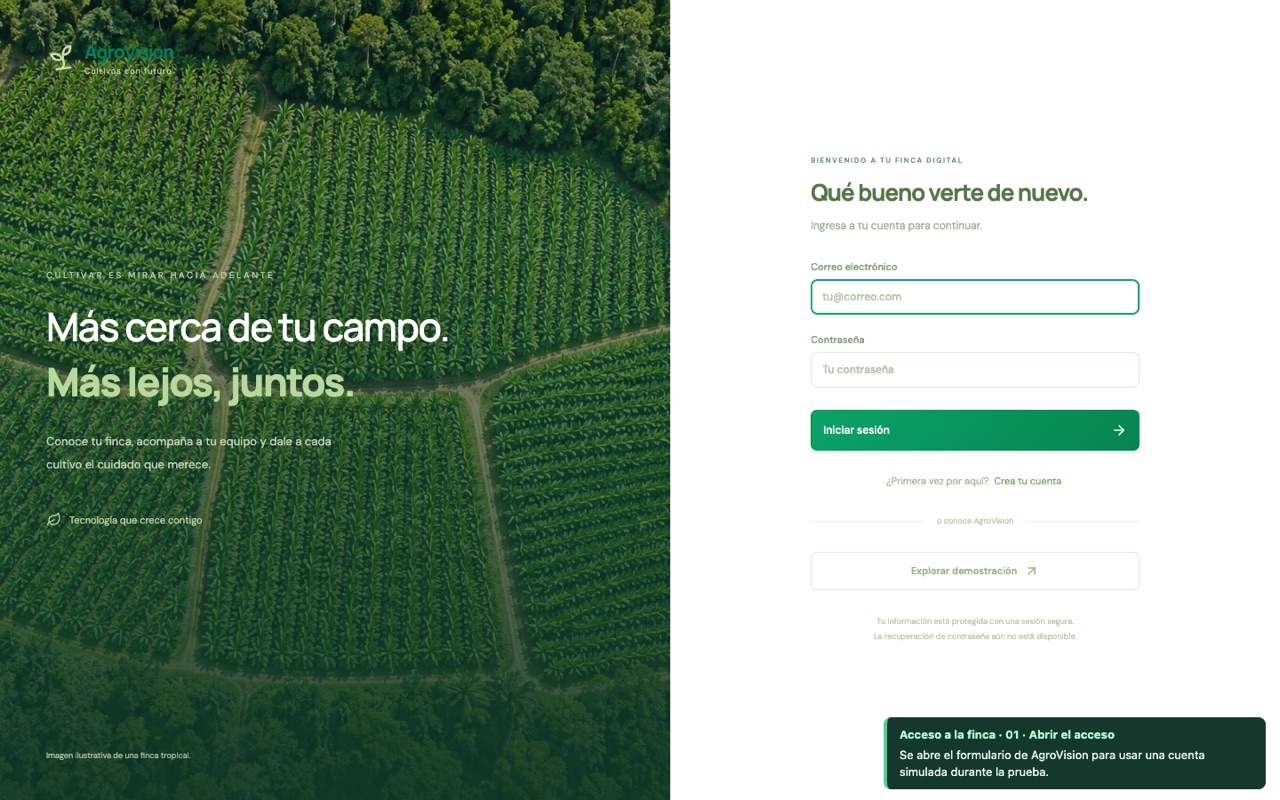 AgroVision
Cultivos con futuro
CULTIVAR ES MIRAR HACIA ADELANTE
Más cerca de tu campo.
Más lejos, juntos.
Conoce tu finca, acompaña a tu equipo y dale a cada
cultivo el cuidado que merece.
Tecnología que crece contigo
Imagen ilustrativa de una finca tropical.
BIENVENIDO A TU FINCA DIGITAL
Qué bueno verte de nuevo.
Ingresa a tu cuenta para continuar.
Correo electrónico
tu@correo.com
Contraseña
Tu contraseña
Iniciar sesión
¿Primera vez por aquí? Crea tu cuenta
o conoce AgroVision
Explorar demostración
Tu información está protegida con una sesión segura.
La recuperación de contraseña aún no está disponible.
Acceso a la finca · 01 · Abrir el acceso
Se abre el formulario de AgroVision para usar una cuenta
simulada durante la prueba.